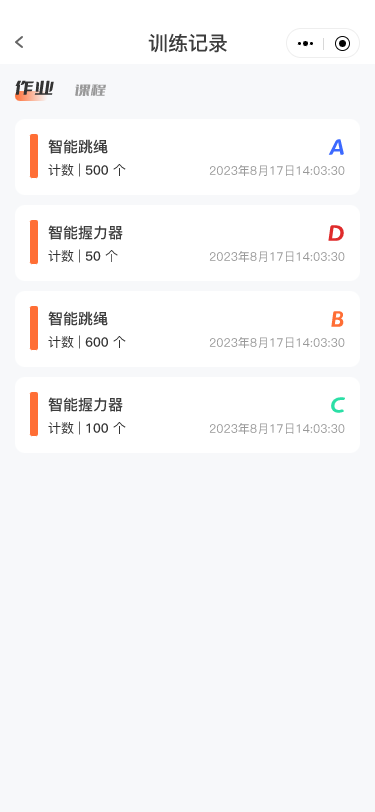 训练记录
作业 课程
智能跳绳 A
计数 | 500 个 2023年8月17日14:03:30
智能握力器 D
计数 | 50 个 2023年8月17日14:03:30
智能跳绳 B
计数 | 600 个 2023年8月17日14:03:30
智能握力器 C
计数 | 100 个 2023年8月17日14:03:30